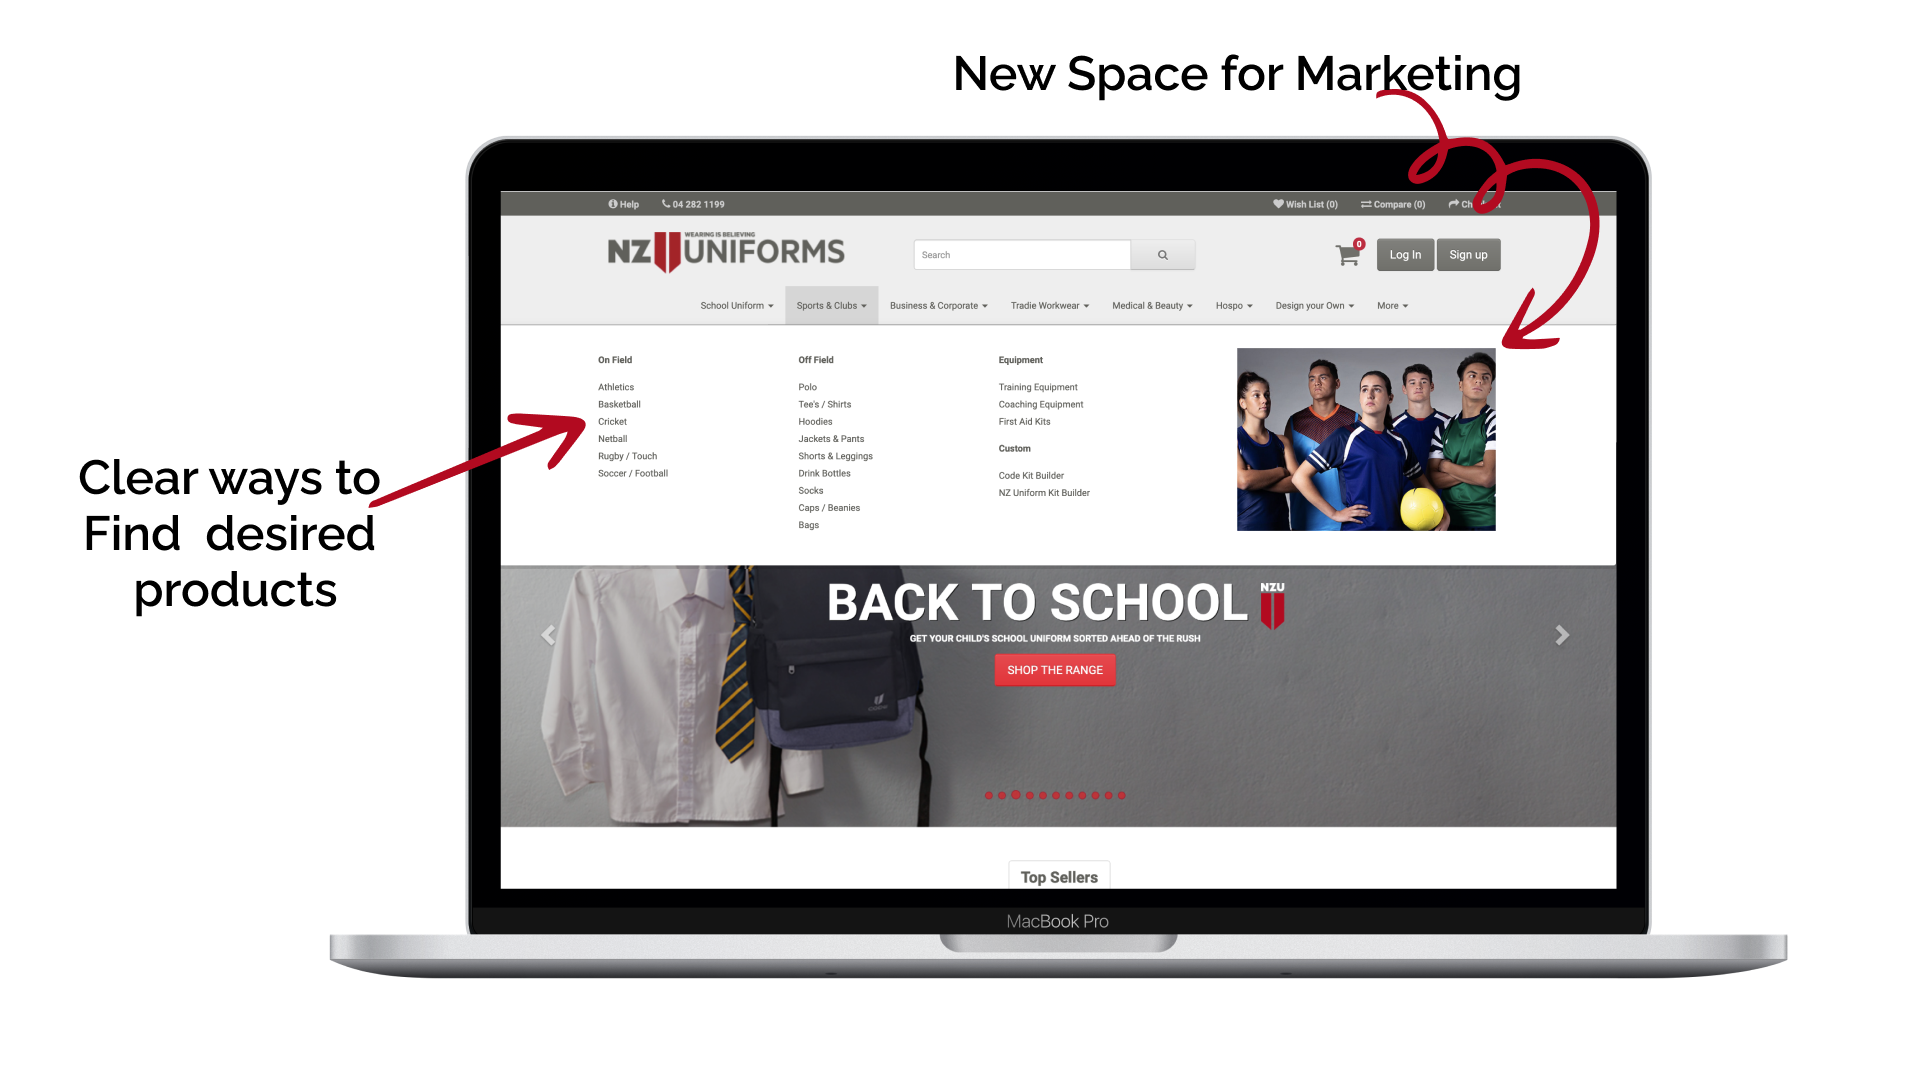 New Space for Marketing
Clear ways to
Find desired
products
Help
04 282 1199
Wish List (0)
Compare (0)
WEARING IS BELIEVING
NZ UNIFORMS
Search
0
Log In
Sign up
School Uniform
Sports & Clubs
Business & Corporate
Tradie Workwear
Medical & Beauty
Hospo
Design your Own
More
On Field
Athletics
Basketball
Cricket
Netball
Rugby / Touch
Soccer / Football
Off Field
Polo
Tee's / Shirts
Hoodies
Jackets & Pants
Shorts & Leggings
Drink Bottles
Socks
Caps / Beanies
Bags
Equipment
Training Equipment
Coaching Equipment
First Aid Kits
Custom
Code Kit Builder
NZ Uniform Kit Builder
BACK TO SCHOOL
NZU
GET YOUR CHILD'S SCHOOL UNIFORM SORTED AHEAD OF THE RUSH
SHOP THE RANGE
Top Sellers
MacBook Pro